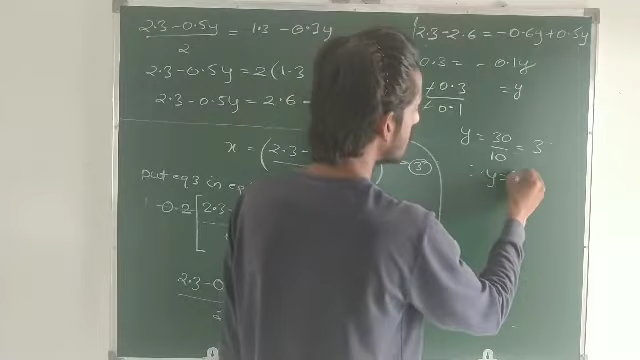 2.3 - 0.5y / 2 = 1.3 - 0.3y
2.3 - 0.5y = 2(1.3
2.3 - 0.5y = 2.6 -
x = (2.3 -
= (3)
put eq 3 in eq
-0.2[2.3-
2.3 - 0
2.3 - 2.6 = -0.6y + 0.5y
0.3 = - 0.1y
-0.3 / -0.1 = y
y = 30/10 = 3
∴ y =